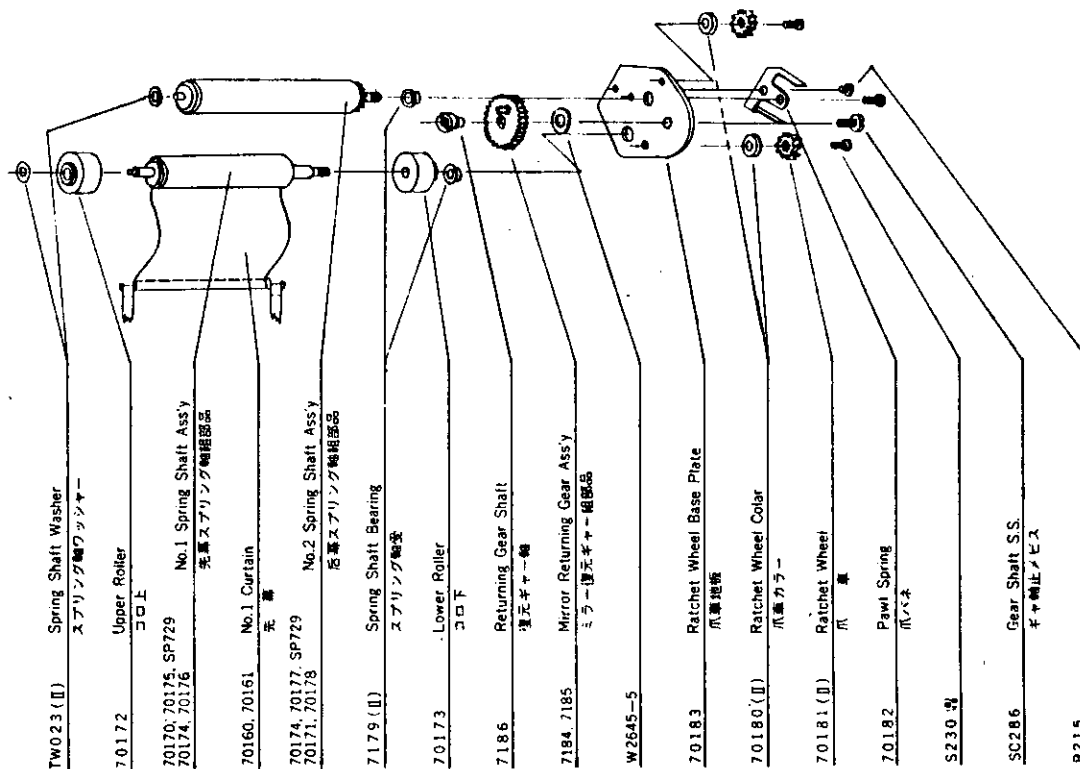 TW023(II)
Spring Shaft Washer
スプリング軸ワッシャー
70172
Upper Roller
コロ上
70170, 70175, SP729
70174, 70176
No.1 Spring Shaft Ass'y
先幕スプリング軸組部品
70160, 70161
No.1 Curtain
先 幕
70174, 70177, SP729
70171, 70178
No.2 Spring Shaft Ass'y
后幕スプリング軸組部品
7179(II)
Spring Shaft Bearing
スプリング軸受
70173
Lower Roller
コロ下
7186
Returning Gear Shaft
復元ギャー軸
7184, 7185
Mirror Returning Gear Ass'y
ミラー復元ギャー組部品
W2645-5
70183
Ratchet Wheel Base Plate
爪車地板
70180(II)
Ratchet Wheel Colar
爪車カラー
70181(II)
Ratchet Wheel
爪 車
70182
Pawl Spring
爪バネ
S230
SC286
Gear Shaft S.S.
ギャ軸止メビス